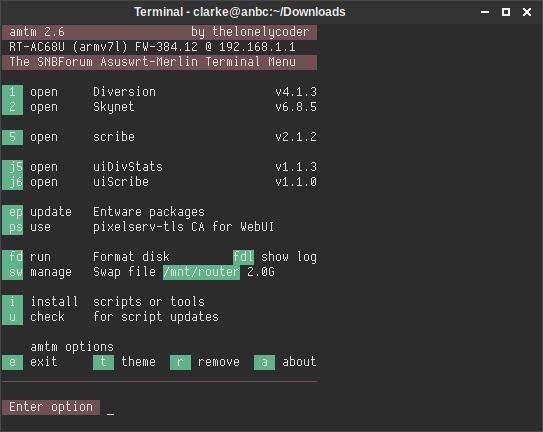 Terminal - clarke@anbc:~/Downloads
amtm 2.6 by thelonelycoder
RT-AC68U (armv7l) FW-384.12 @ 192.168.1.1
The SNBForum Asuswrt-Merlin Terminal Menu
1 open Diversion v4.1.3
2 open Skynet v6.8.5
5 open scribe v2.1.2
j5 open uiDivStats v1.1.3
j6 open uiScribe v1.1.0
ep update Entware packages
ps use pixelserv-tls CA for WebUI
fd run Format disk fdl show log
sw manage Swap file /mnt/router 2.0G
i install scripts or tools
u check for script updates
amtm options
e exit t theme r remove a about
Enter option _